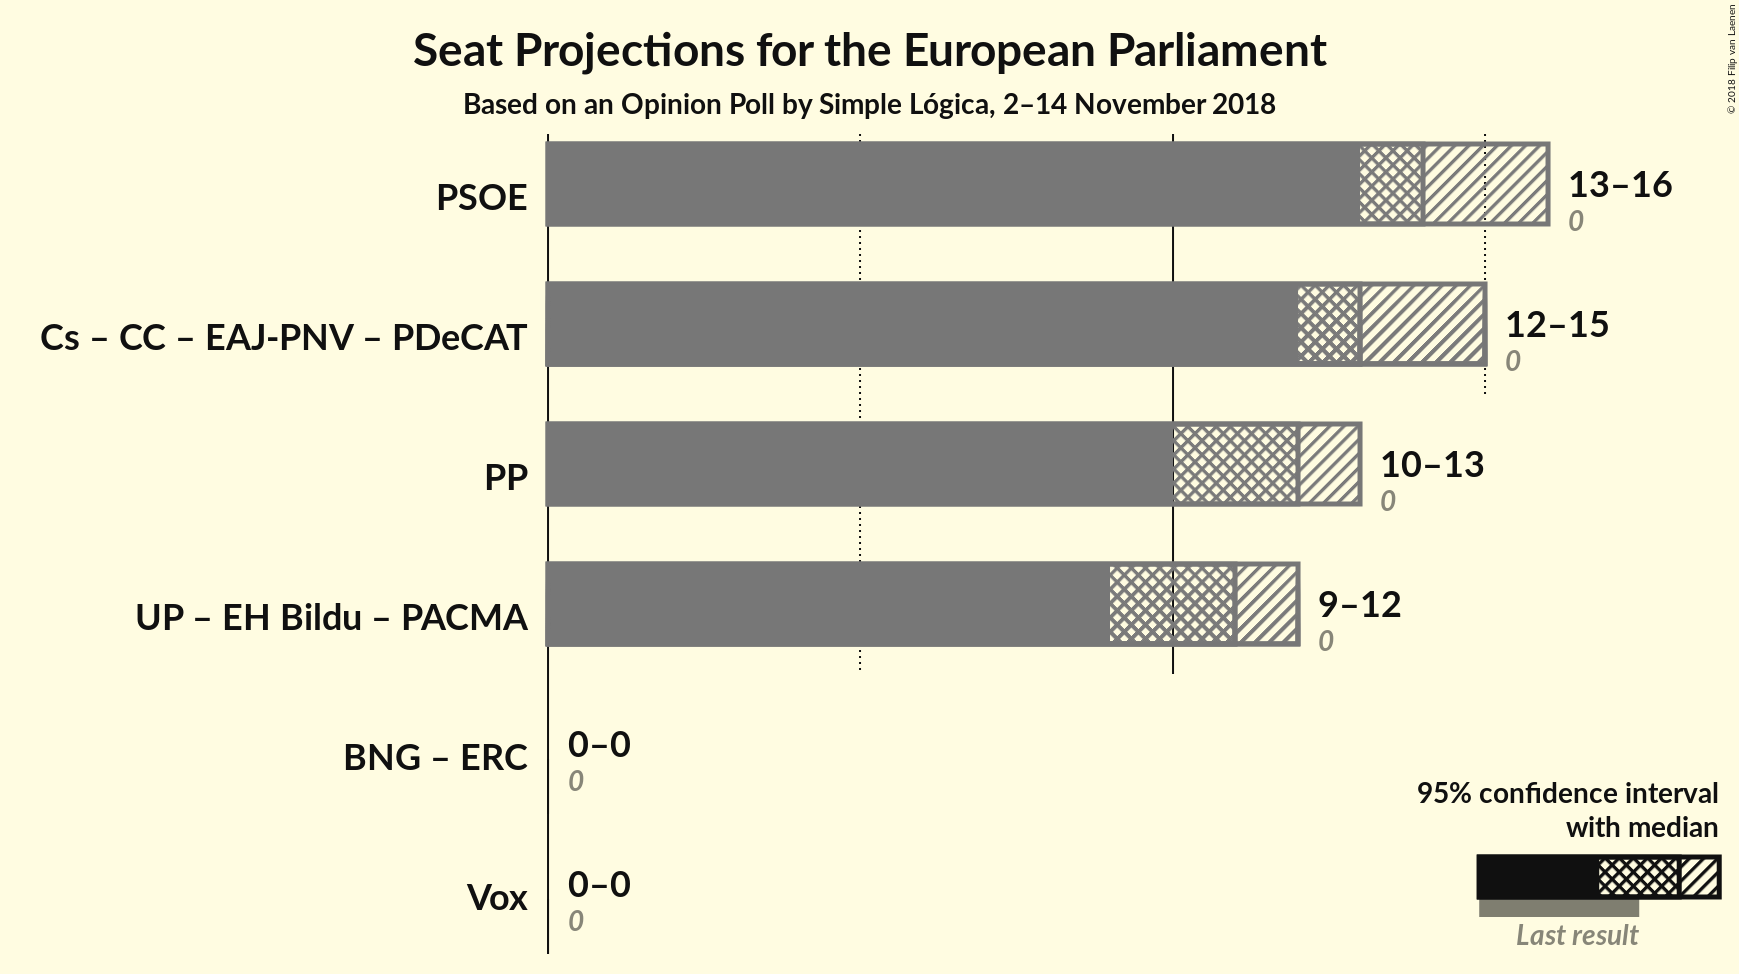 Seat Projections for the European Parliament
Based on an Opinion Poll by Simple Lógica, 2–14 November 2018
© 2018 Filip van Laenen
PSOE
13–16
0
Cs – CC – EAJ-PNV – PDeCAT
12–15
0
PP
10–13
0
UP – EH Bildu – PACMA
9–12
0
BNG – ERC
0–0
0
Vox
0–0
0
95% confidence interval
with median
Last result